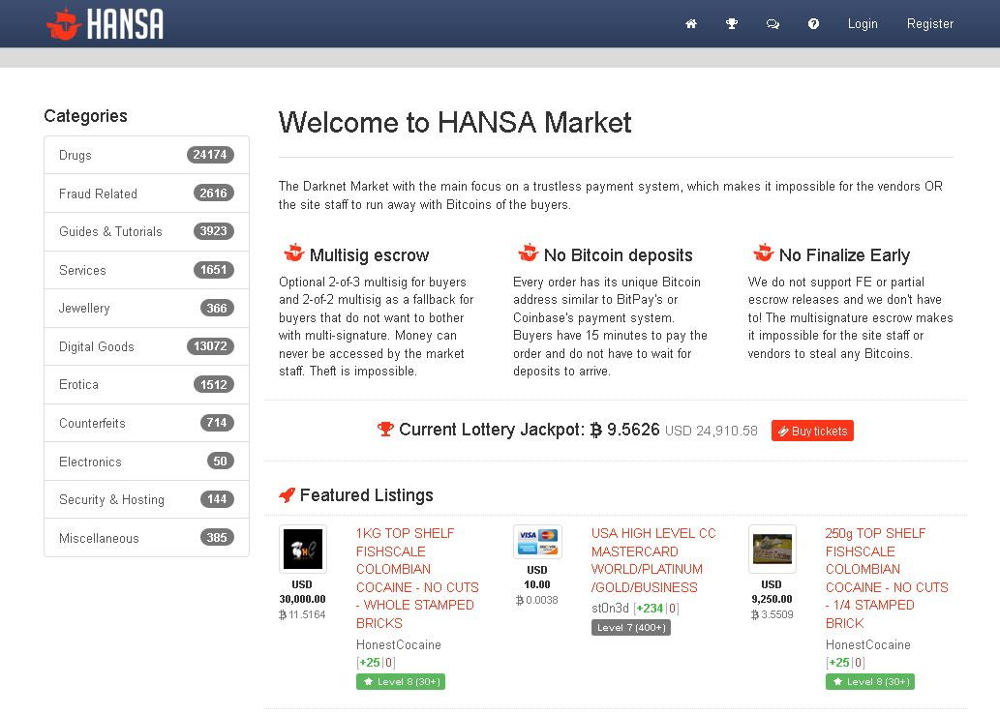 HANSA
Login Register
Categories
Drugs 24174
Fraud Related 2616
Guides & Tutorials 3923
Services 1651
Jewellery 366
Digital Goods 13072
Erotica 1512
Counterfeits 714
Electronics 50
Security & Hosting 144
Miscellaneous 385
Welcome to HANSA Market
The Darknet Market with the main focus on a trustless payment system, which makes it impossible for the vendors OR
the site staff to run away with Bitcoins of the buyers.
Multisig escrow
Optional 2-of-3 multisig for buyers
and 2-of-2 multisig as a fallback for
buyers that do not want to bother
with multi-signature. Money can
never be accessed by the market
staff. Theft is impossible.
No Bitcoin deposits
Every order has its unique Bitcoin
address similar to BitPay's or
Coinbase's payment system.
Buyers have 15 minutes to pay the
order and do not have to wait for
deposits to arrive.
No Finalize Early
We do not support FE or partial
escrow releases and we don't have
to! The multisignature escrow makes
it impossible for the site staff or
vendors to steal any Bitcoins.
Current Lottery Jackpot: ₿ 9.5626 USD 24,910.58 Buy tickets
Featured Listings
USD
30,000.00
₿ 11.5164
1KG TOP SHELF
FISHSCALE
COLOMBIAN
COCAINE - NO CUTS
- WHOLE STAMPED
BRICKS
HonestCocaine
[+25|0]
Level 8 (30+)
VISA
USD
10.00
₿ 0.0038
USA HIGH LEVEL CC
MASTERCARD
WORLD/PLATINUM
/GOLD/BUSINESS
st0n3d [+234|0]
Level 7 (400+)
USD
9,250.00
₿ 3.5509
250g TOP SHELF
FISHSCALE
COLOMBIAN
COCAINE - NO CUTS
- 1/4 STAMPED
BRICK
HonestCocaine
[+25|0]
Level 8 (30+)